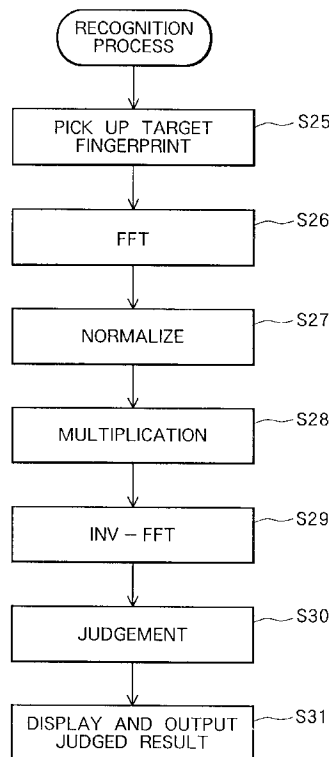 RECOGNITION
PROCESS
PICK UP TARGET
FINGERPRINT
S25
FFT
S26
NORMALIZE
S27
MULTIPLICATION
S28
INV - FFT
S29
JUDGEMENT
S30
DISPLAY AND OUTPUT
JUDGED RESULT
S31